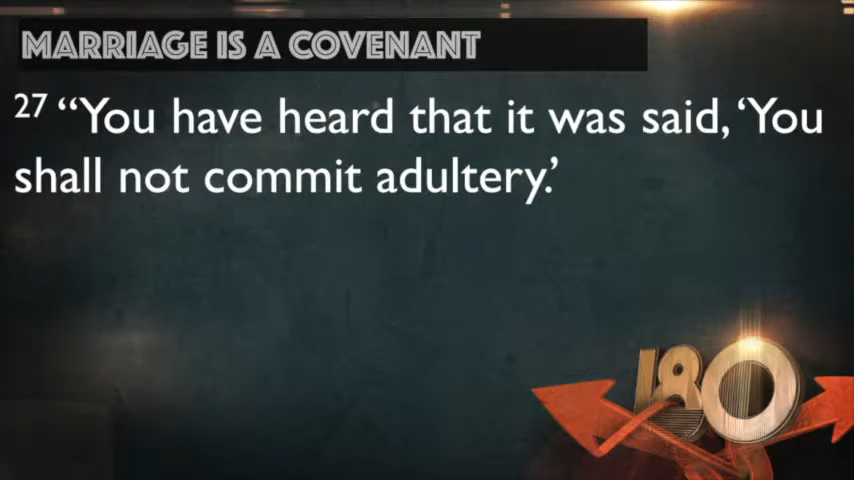 MARRIAGE IS A COVENANT
27 “You have heard that it was said, ‘You
shall not commit adultery.’
180